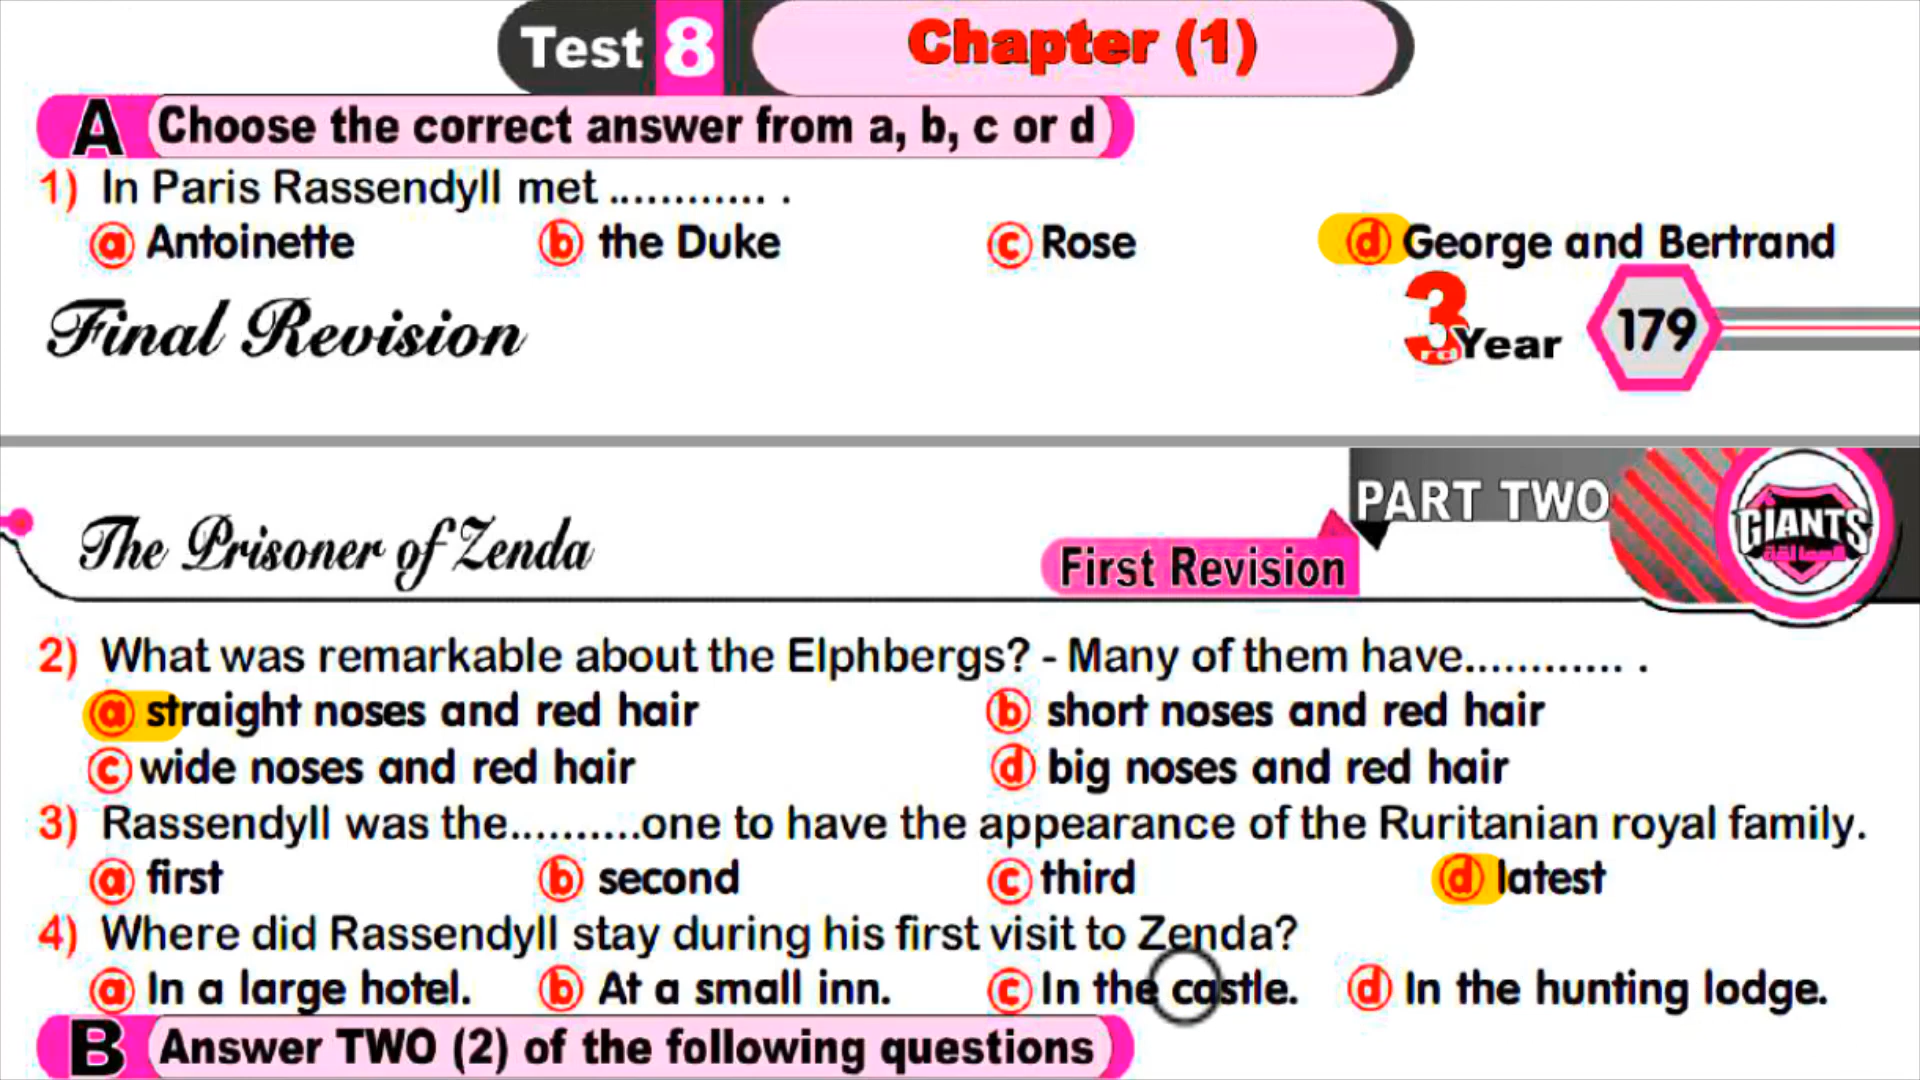 Test 8 Chapter (1)
A Choose the correct answer from a, b, c or d
1) In Paris Rassendyll met ............ .
a Antoinette b the Duke c Rose d George and Bertrand
Final Revision 3rd Year 179
PART TWO
GIANTS
العمالقة
The Prisoner of Zenda First Revision
2) What was remarkable about the Elphbergs? - Many of them have............ .
a straight noses and red hair b short noses and red hair
c wide noses and red hair d big noses and red hair
3) Rassendyll was the..........one to have the appearance of the Ruritanian royal family.
a first b second c third d latest
4) Where did Rassendyll stay during his first visit to Zenda?
a In a large hotel. b At a small inn. c In the castle. d In the hunting lodge.
B Answer TWO (2) of the following questions